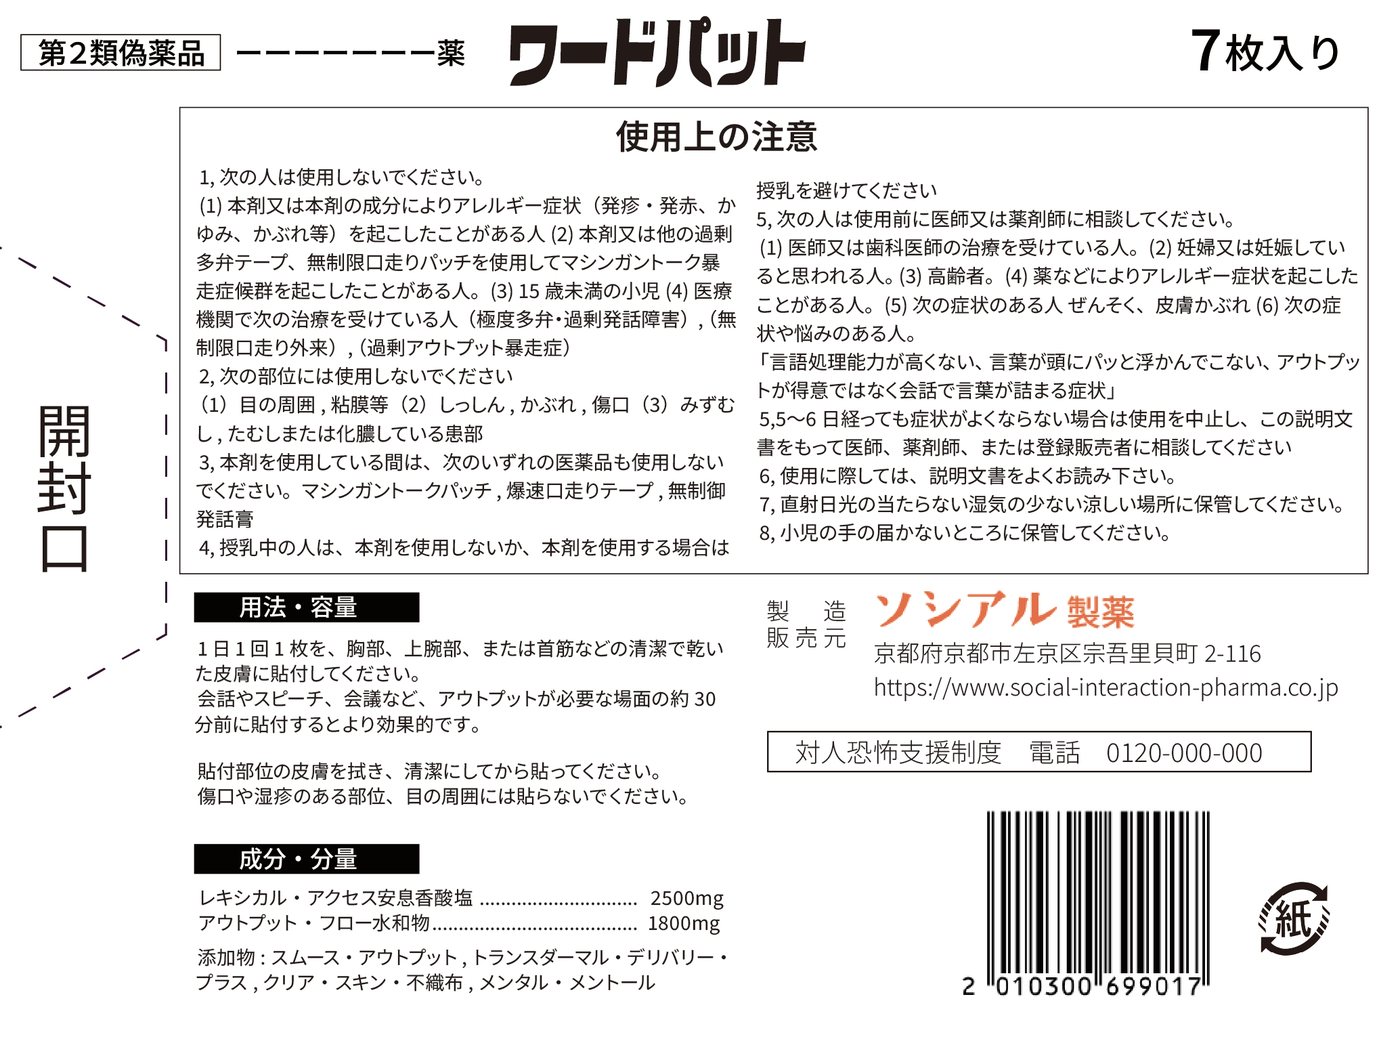 第2類偽薬品 ーーーーーーー薬 ワードパット 7枚入り
使用上の注意
1, 次の人は使用しないでください。
(1) 本剤又は本剤の成分によりアレルギー症状（発疹・発赤、か
ゆみ、かぶれ等）を起こしたことがある人 (2) 本剤又は他の過剰
多弁テープ、無制限口走りパッチを使用してマシンガントーク暴
走症候群を起こしたことがある人。(3) 15 歳未満の小児 (4) 医療
機関で次の治療を受けている人（極度多弁・過剰発話障害）,（無
制限口走り外来）,（過剰アウトプット暴走症）
2, 次の部位には使用しないでください
（1）目の周囲 , 粘膜等（2）しっしん , かぶれ , 傷口（3）みずむ
し , たむしまたは化膿している患部
3, 本剤を使用している間は、次のいずれの医薬品も使用しない
でください。マシンガントークパッチ , 爆速口走りテープ , 無制御
発話膏
4, 授乳中の人は、本剤を使用しないか、本剤を使用する場合は
授乳を避けてください
5, 次の人は使用前に医師又は薬剤師に相談してください。
(1) 医師又は歯科医師の治療を受けている人。(2) 妊婦又は妊娠してい
ると思われる人。(3) 高齢者。(4) 薬などによりアレルギー症状を起こした
ことがある人。(5) 次の症状のある人 ぜんそく、皮膚かぶれ (6) 次の症
状や悩みのある人。
「言語処理能力が高くない、言葉が頭にパッと浮かんでこない、アウトプッ
トが得意ではなく会話で言葉が詰まる症状」
5,5～6 日経っても症状がよくならない場合は使用を中止し、この説明文
書をもって医師、薬剤師、または登録販売者に相談してください
6, 使用に際しては、説明文書をよくお読み下さい。
7, 直射日光の当たらない湿気の少ない涼しい場所に保管してください。
8, 小児の手の届かないところに保管してください。
開封口
用法・容量
1日1回1枚を、胸部、上腕部、または首筋などの清潔で乾い
た皮膚に貼付してください。
会話やスピーチ、会議など、アウトプットが必要な場面の約 30
分前に貼付するとより効果的です。
貼付部位の皮膚を拭き、清潔にしてから貼ってください。
傷口や湿疹のある部位、目の周囲には貼らないでください。
成分・分量
レキシカル・アクセス安息香酸塩 .............................. 2500mg
アウトプット・フロー水和物....................................... 1800mg
添加物 : スムース・アウトプット , トランスダーマル・デリバリー・
プラス , クリア・スキン・不織布 , メンタル・メントール
製造
販売元
ソシアル製薬
京都府京都市左京区宗吾里貝町 2-116
https://www.social-interaction-pharma.co.jp
対人恐怖支援制度 電話 0120-000-000
2 010300 699017
紙